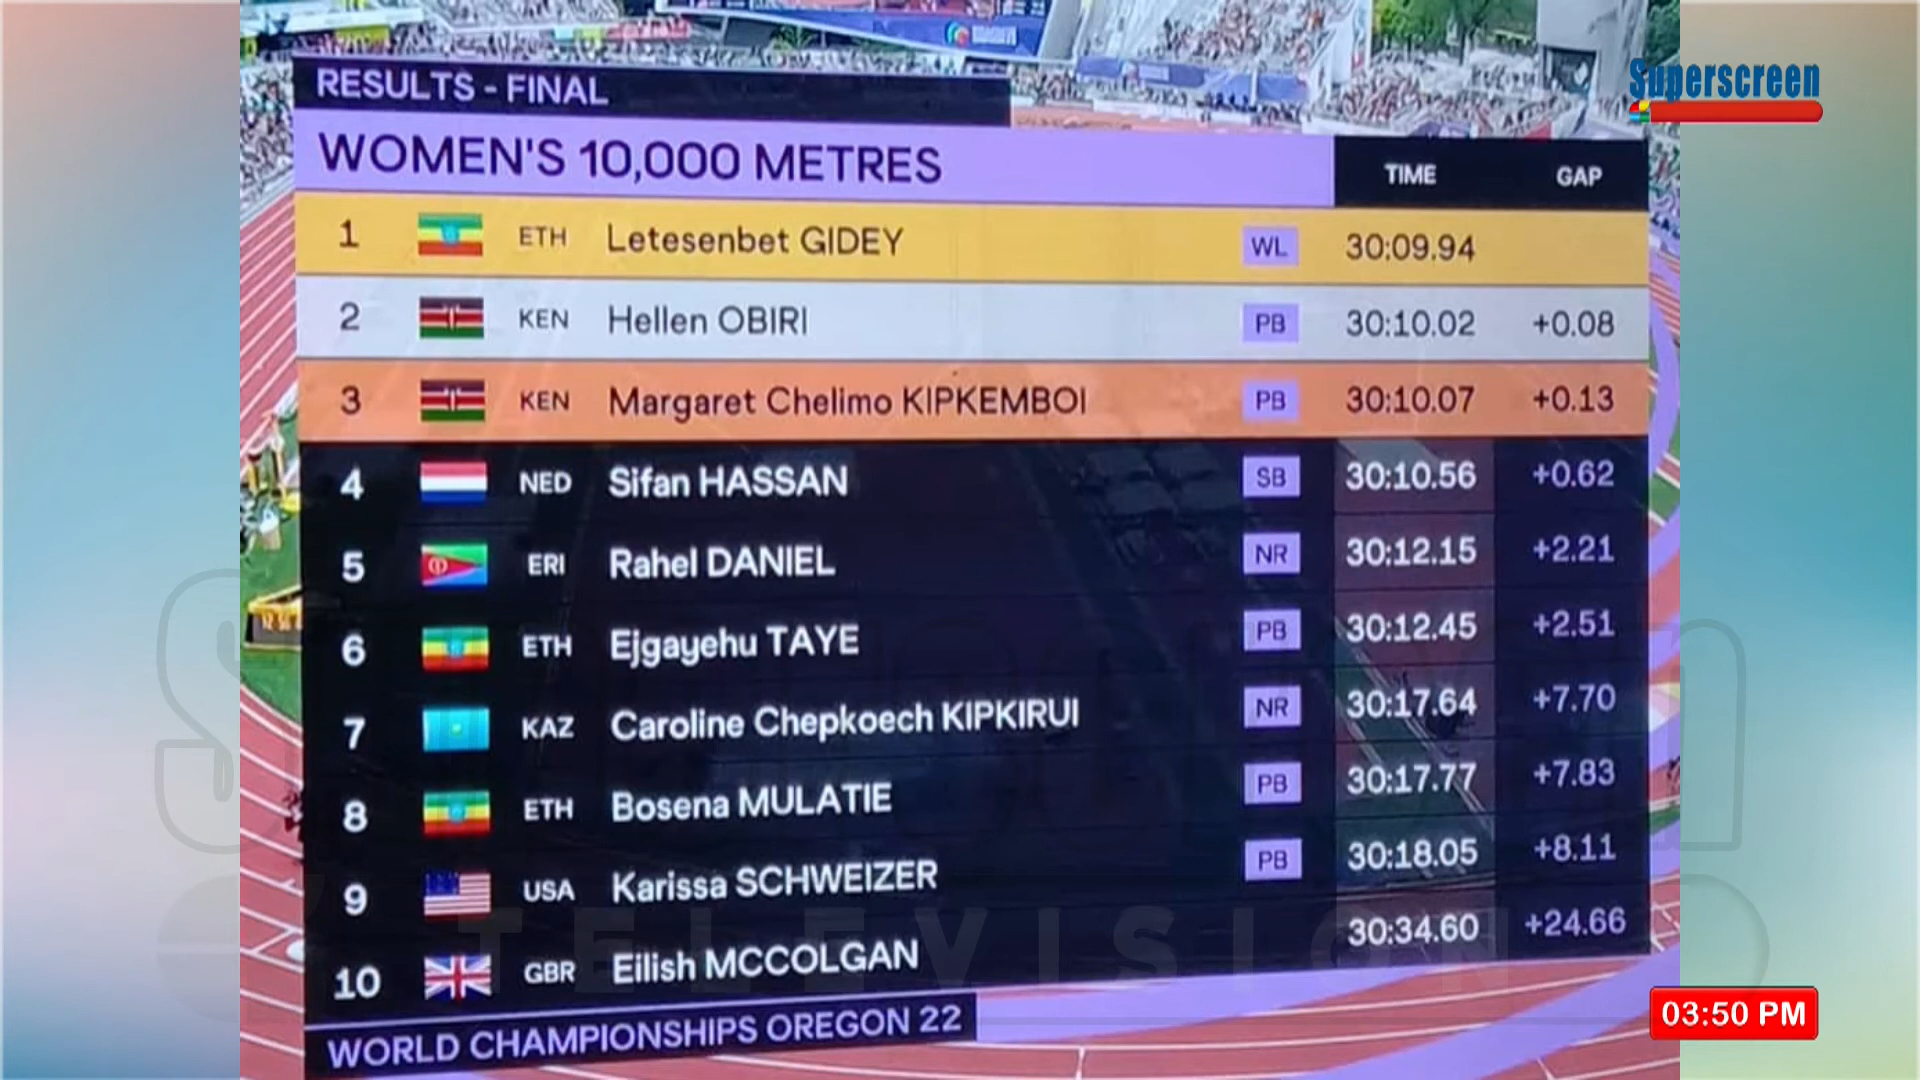 Superscreen
RESULTS - FINAL
WOMEN'S 10,000 METRES TIME GAP
1 ETH Letesenbet GIDEY WL 30:09.94
2 KEN Hellen OBIRI PB 30:10.02 +0.08
3 KEN Margaret Chelimo KIPKEMBOI PB 30:10.07 +0.13
4 NED Sifan HASSAN SB 30:10.56 +0.62
5 ERI Rahel DANIEL NR 30:12.15 +2.21
6 ETH Ejgayehu TAYE PB 30:12.45 +2.51
7 KAZ Caroline Chepkoech KIPKIRUI NR 30:17.64 +7.70
8 ETH Bosena MULATIE PB 30:17.77 +7.83
9 USA Karissa SCHWEIZER PB 30:18.05 +8.11
10 GBR Eilish MCCOLGAN 30:34.60 +24.66
TELEVISION
WORLD CHAMPIONSHIPS OREGON 22
03:50 PM